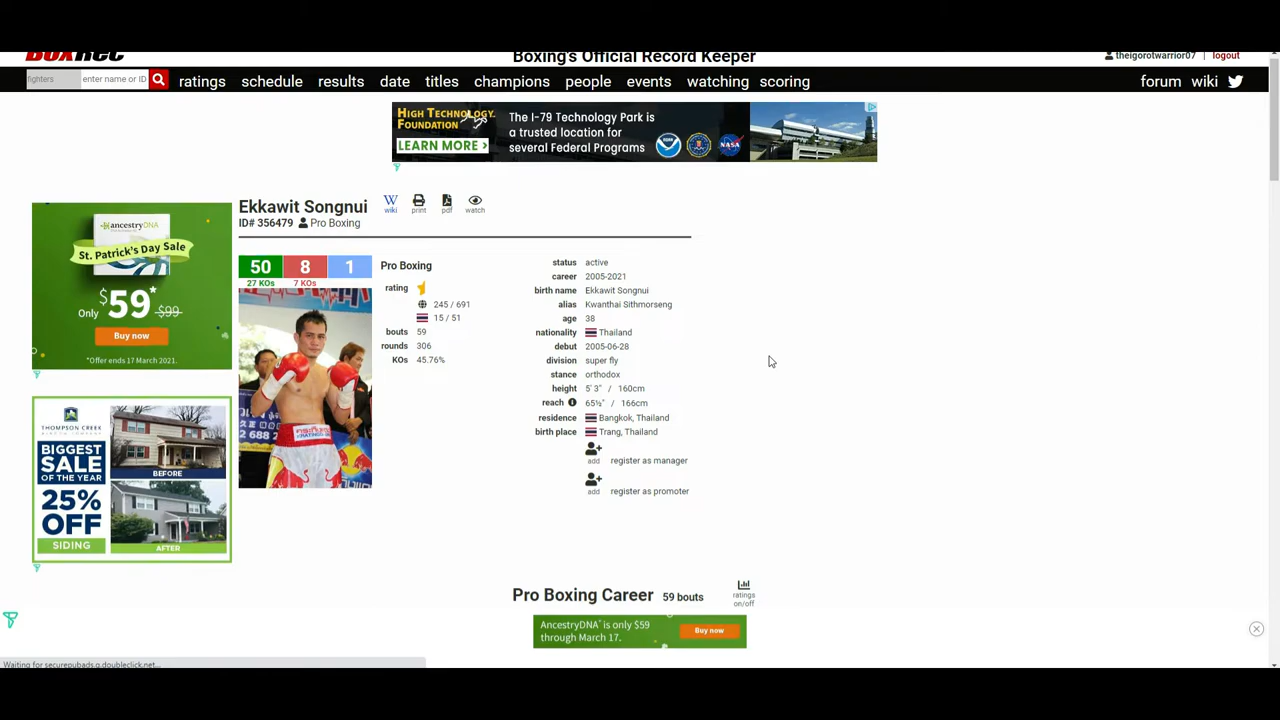 BoxRec
Boxing's Official Record Keeper
theigorotwarrior07 logout
fighters enter name or ID ratings schedule results date titles champions people events watching scoring forum wiki
HIGH TECHNOLOGY
FOUNDATION
LEARN MORE >
The I-79 Technology Park is
a trusted location for
several Federal Programs
NASA
Ekkawit Songnui
ID# 356479 Pro Boxing
wiki print pdf watch
ancestryDNA
St. Patrick's Day Sale
Only $59* $99
Buy now
*Offer ends 17 March 2021.
THOMPSON CREEK
BIGGEST
SALE
OF THE YEAR
25%
OFF
SIDING
BEFORE
AFTER
50 8 1
27 KOs 7 KOs
Pro Boxing
rating
245 / 691
15 / 51
bouts 59
rounds 306
KOs 45.76%
status active
career 2005-2021
birth name Ekkawit Songnui
alias Kwanthai Sithmorseng
age 38
nationality Thailand
debut 2005-06-28
division super fly
stance orthodox
height 5' 3" / 160cm
reach 65½" / 166cm
residence Bangkok, Thailand
birth place Trang, Thailand
add register as manager
add register as promoter
Pro Boxing Career 59 bouts
ratings
on/off
AncestryDNA® is only $59
through March 17.
Buy now
Waiting for securepubads.g.doubleclick.net...